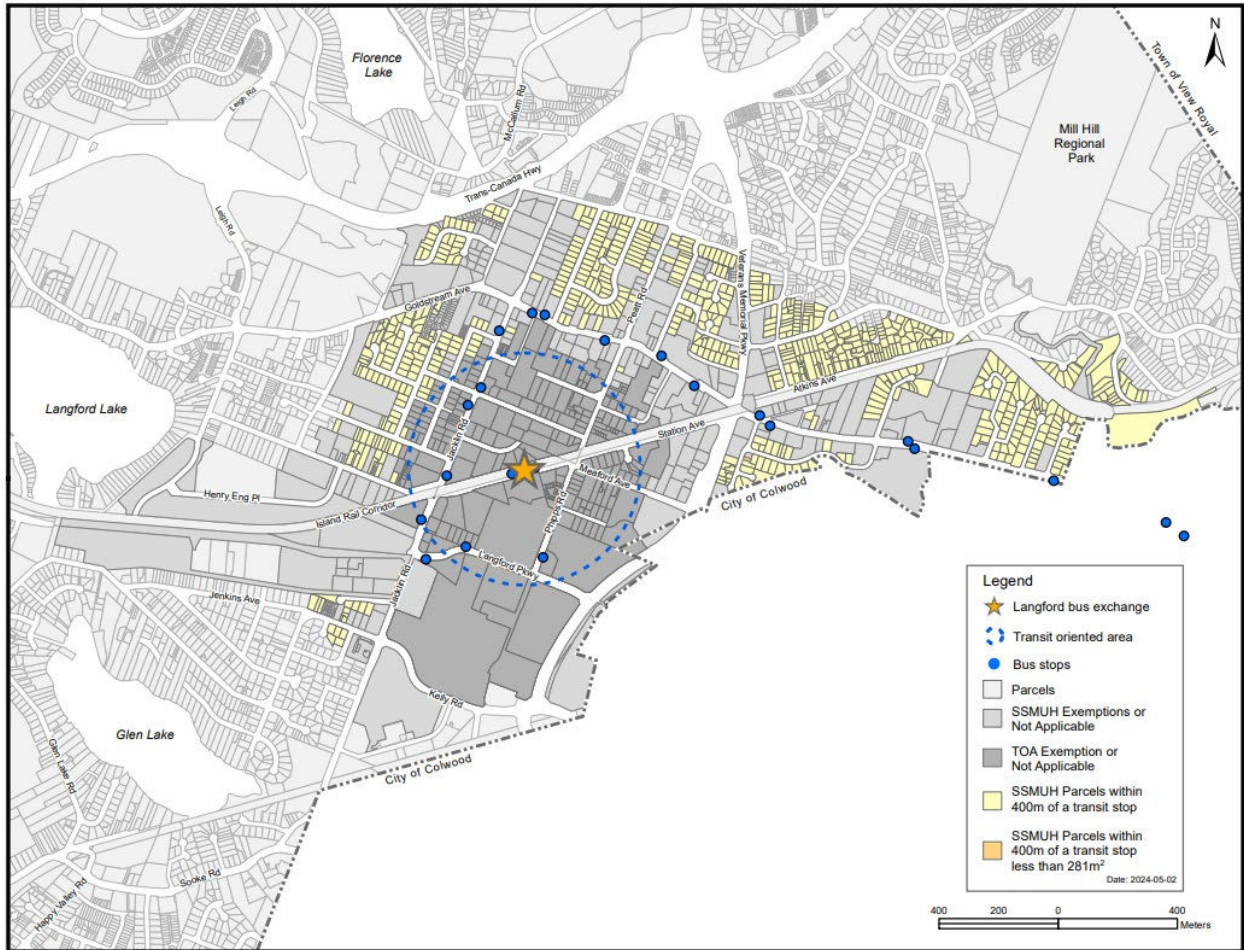 N
Town of View Royal
Florence
Lake
McCallum Rd
Leigh Rd
Mill Hill
Regional
Park
Trans-Canada Hwy
Leigh Rd
Veterans Memorial Pkwy
Goldstream Ave
Peatt Rd
Atkins Ave
Langford Lake
Jacklin Rd
Station Ave
Meaford Ave
Henry Eng Pl
City of Colwood
Island Rail Corridor
Phipps Rd
Langford Pkwy
Jacklin Rd
Jenkins Ave
Kelly Rd
Glen Lake
Glen Lake Rd
City of Colwood
Sooke Rd
Happy Valley Rd
Legend
Langford bus exchange
Transit oriented area
Bus stops
Parcels
SSMUH Exemptions or
Not Applicable
TOA Exemption or
Not Applicable
SSMUH Parcels within
400m of a transit stop
SSMUH Parcels within
400m of a transit stop
less than 281m²
Date: 2024-05-02
400 200 0 400
Meters